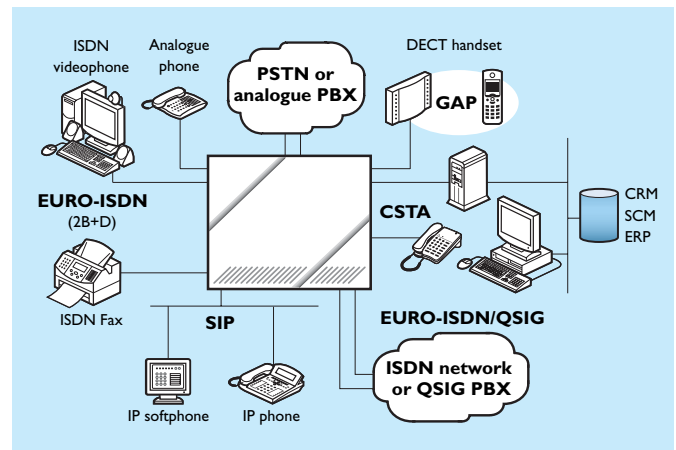 ISDN
videophone
Analogue
phone
PSTN or
analogue PBX
DECT handset
GAP
EURO-ISDN
(2B+D)
CSTA
CRM
SCM
ERP
ISDN Fax
SIP
EURO-ISDN/QSIG
ISDN network
or QSIG PBX
IP softphone
IP phone